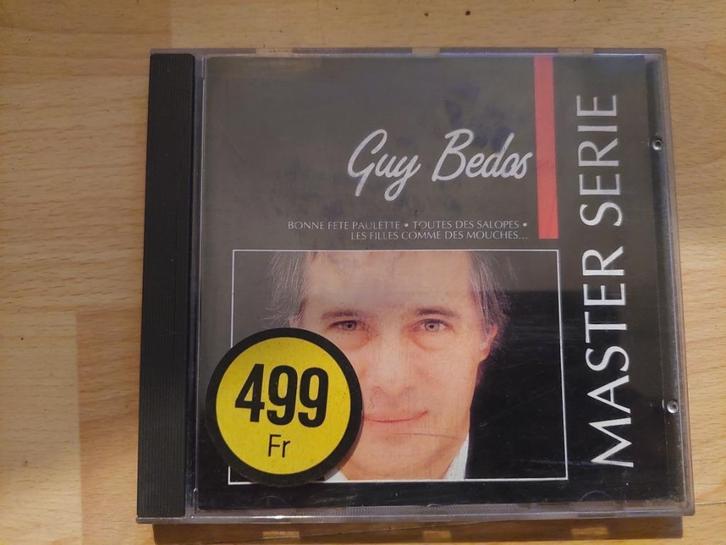 Guy Bedos
BONNE FETE PAULETTE • TOUTES DES SALOPES •
LES FILLES COMME DES MOUCHES...
MASTER SERIE
499
Fr